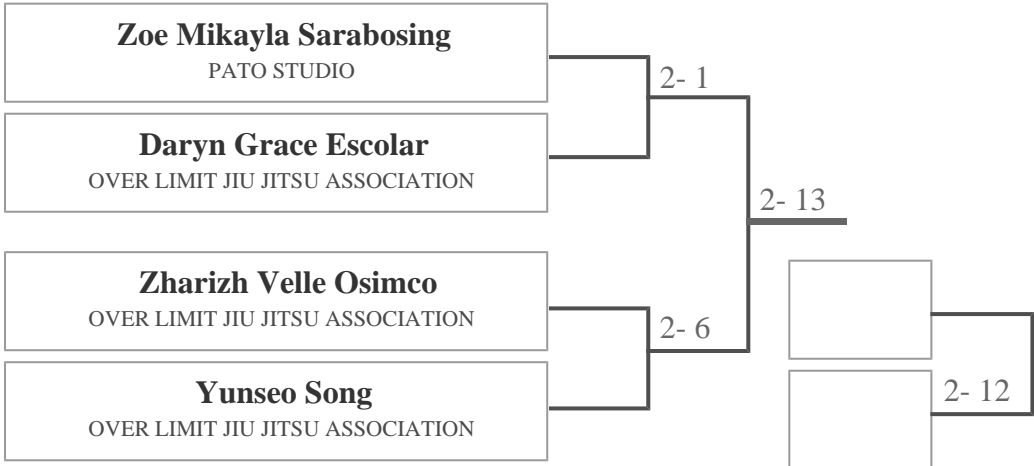 Zoe Mikayla Sarabosing
PATO STUDIO
2- 1
Daryn Grace Escolar
OVER LIMIT JIU JITSU ASSOCIATION
2- 13
Zharizh Velle Osimco
OVER LIMIT JIU JITSU ASSOCIATION
2- 6
Yunseo Song
OVER LIMIT JIU JITSU ASSOCIATION
2- 12